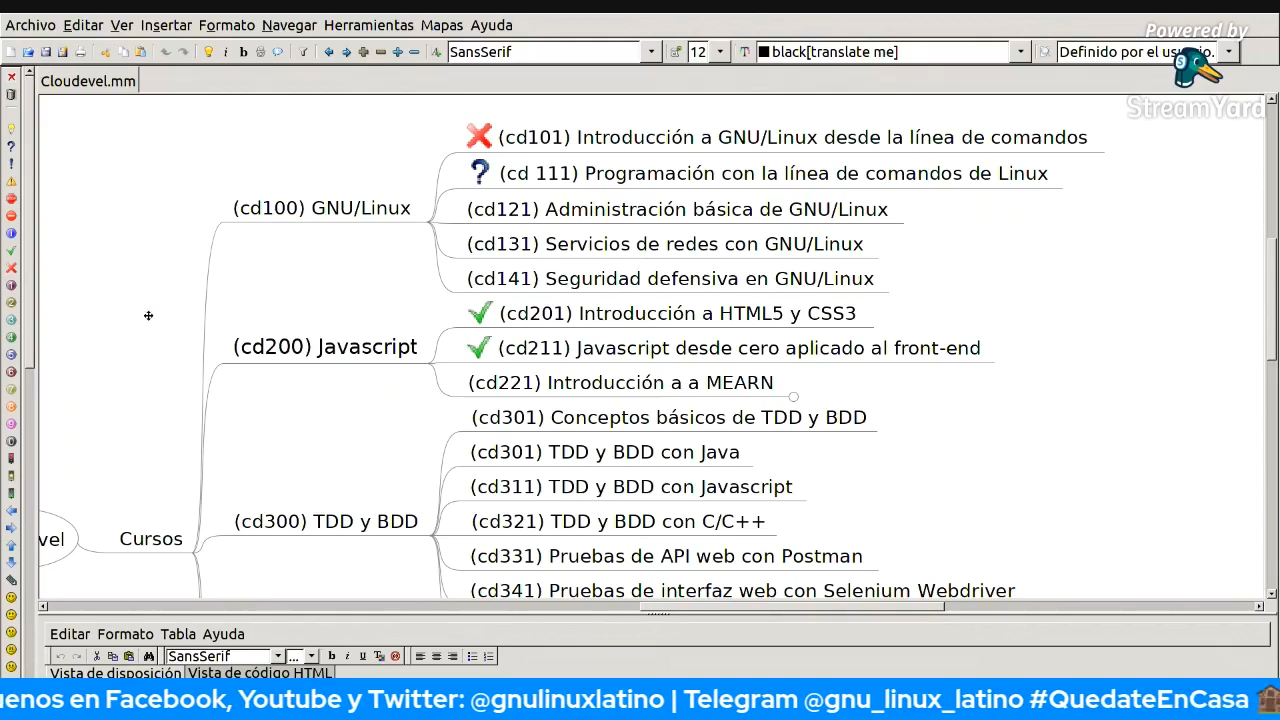 Archivo Editar Ver Insertar Formato Navegar Herramientas Mapas Ayuda
Powered by
SansSerif 12 black[translate me] Definido por el usuario.
StreamYard
Cloudevel.mm
(cd101) Introducción a GNU/Linux desde la línea de comandos
(cd 111) Programación con la línea de comandos de Linux
(cd100) GNU/Linux
(cd121) Administración básica de GNU/Linux
(cd131) Servicios de redes con GNU/Linux
(cd141) Seguridad defensiva en GNU/Linux
(cd201) Introducción a HTML5 y CSS3
(cd200) Javascript
(cd211) Javascript desde cero aplicado al front-end
(cd221) Introducción a a MEARN
(cd301) Conceptos básicos de TDD y BDD
(cd301) TDD y BDD con Java
(cd311) TDD y BDD con Javascript
(cd300) TDD y BDD
(cd321) TDD y BDD con C/C++
vel Cursos
(cd331) Pruebas de API web con Postman
(cd341) Pruebas de interfaz web con Selenium Webdriver
Editar Formato Tabla Ayuda
SansSerif ...
Vista de disposición Vista de código HTML
uenos en Facebook, Youtube y Twitter: @gnulinuxlatino | Telegram @gnu_linux_latino #QuedateEnCasa